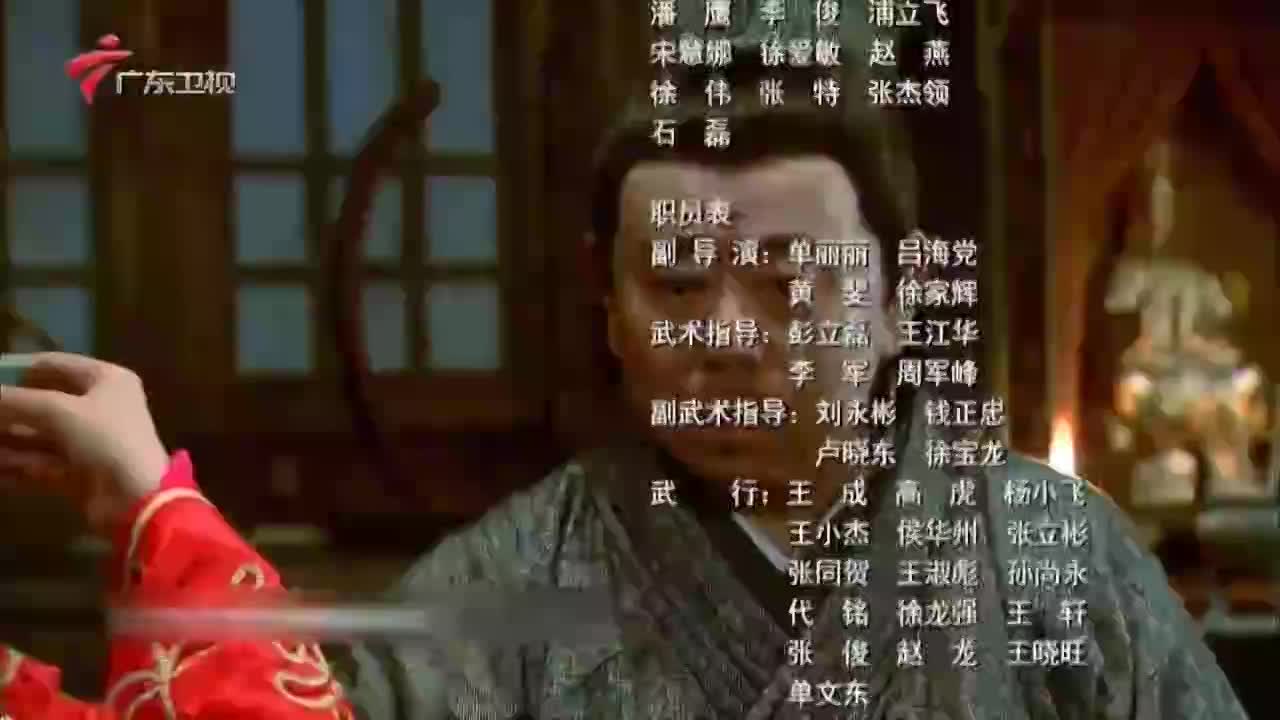 广东卫视
潘　鹰　李　俊　浦立飞
宋慧娜　徐爱敏　赵　燕
徐　伟　张　特　张杰领
石　磊
职员表
副 导 演：单丽丽　吕海党
黄　斐　徐家辉
武术指导：彭立磊　王江华
李　军　周军峰
副武术指导：刘永彬　钱正忠
卢晓东　徐宝龙
武　　行：王　成　高　虎　杨小飞
王小杰　侯华州　张立彬
张同贺　王淑彪　孙尚永
代　铭　徐龙强　王　轩
张　俊　赵　龙　王晓旺
单文东